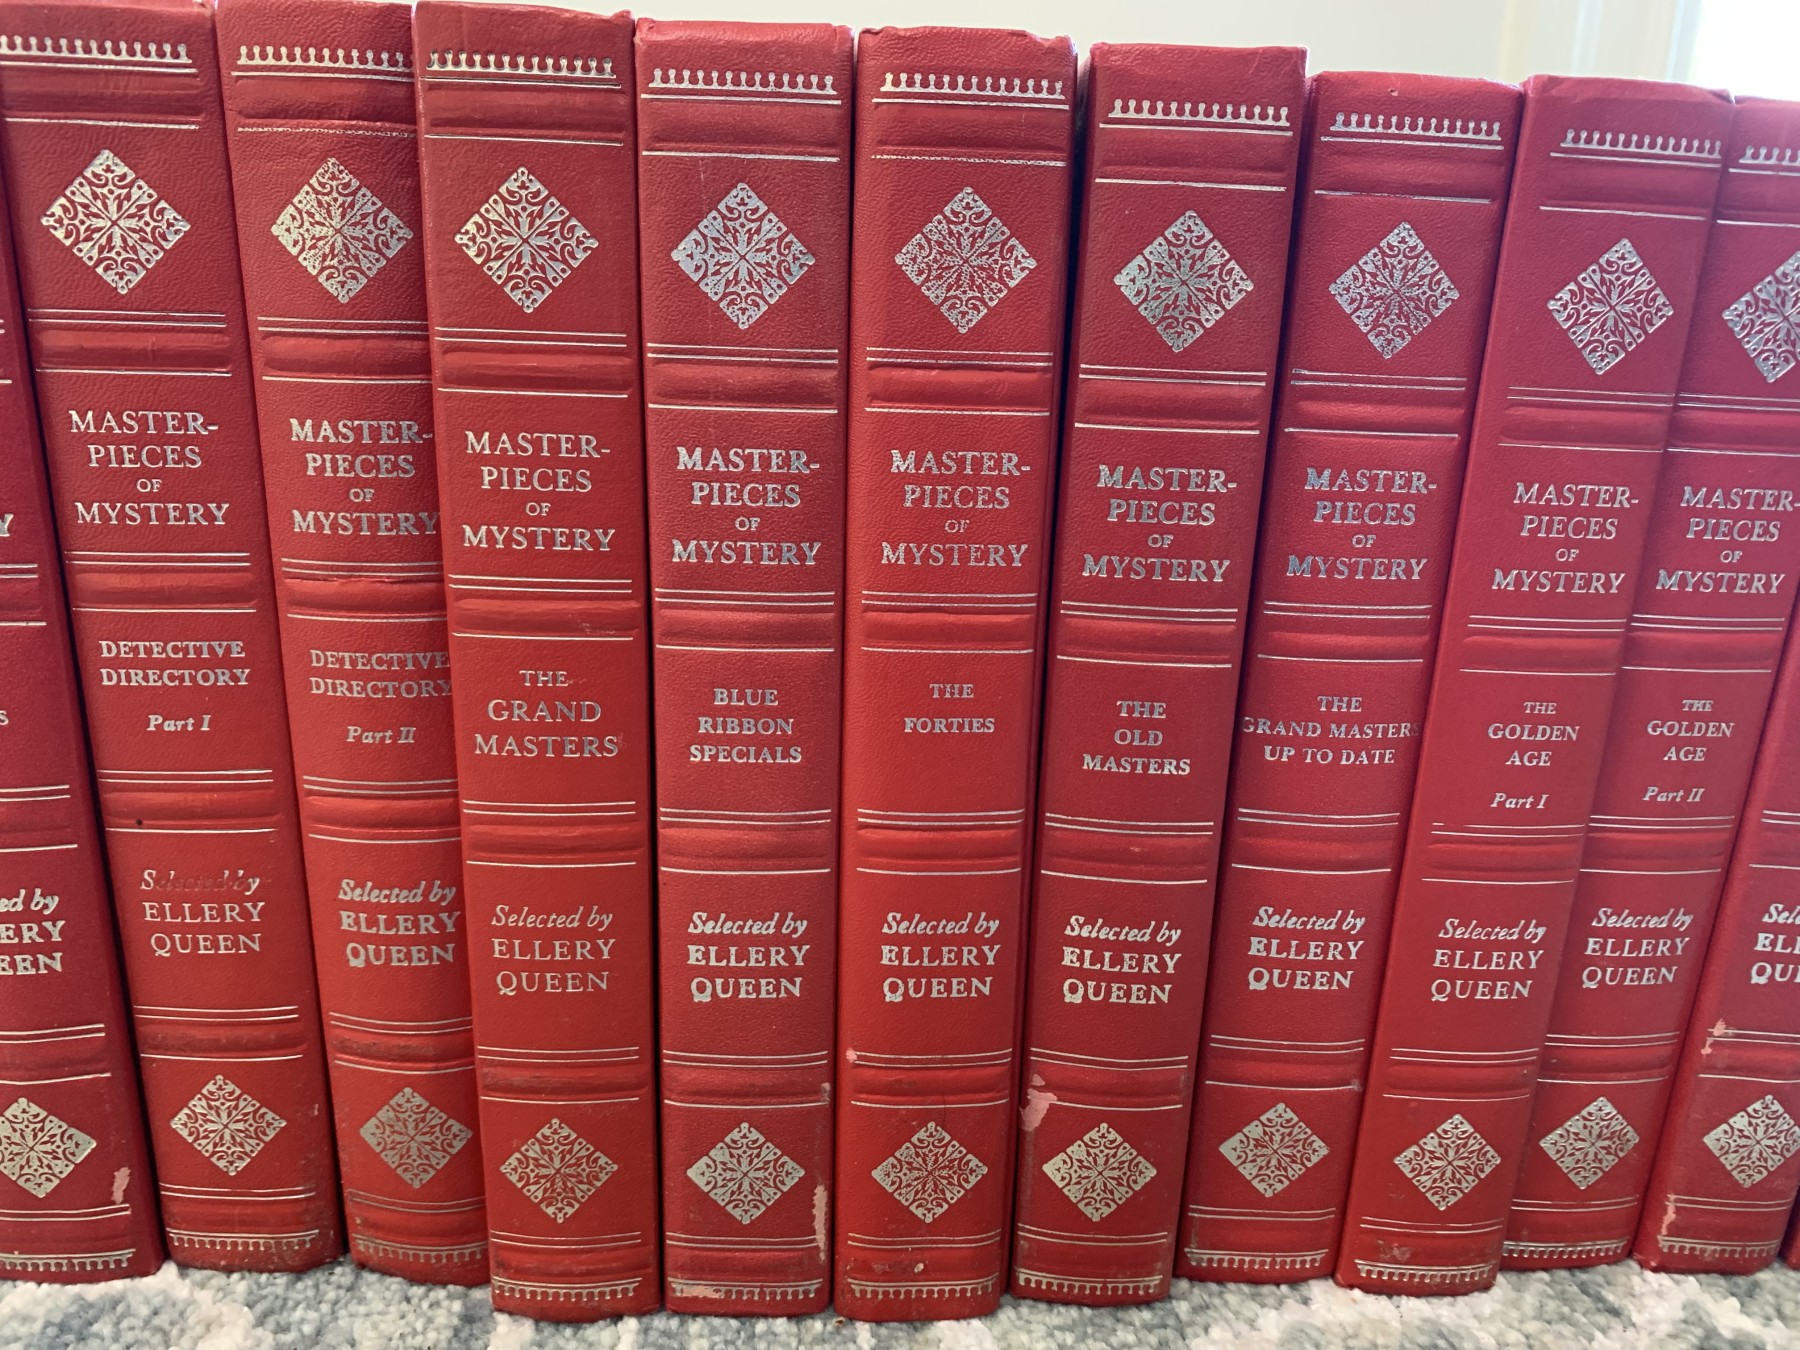 MASTER-
PIECES
OF
MYSTERY
DETECTIVE
DIRECTORY
Part I
Selected by
ELLERY
QUEEN
MASTER-
PIECES
OF
MYSTERY
DETECTIVE
DIRECTORY
Part II
Selected by
ELLERY
QUEEN
MASTER-
PIECES
OF
MYSTERY
THE
GRAND
MASTERS
Selected by
ELLERY
QUEEN
MASTER-
PIECES
OF
MYSTERY
BLUE
RIBBON
SPECIALS
Selected by
ELLERY
QUEEN
MASTER-
PIECES
OF
MYSTERY
THE
FORTIES
Selected by
ELLERY
QUEEN
MASTER-
PIECES
OF
MYSTERY
THE
OLD
MASTERS
Selected by
ELLERY
QUEEN
MASTER-
PIECES
OF
MYSTERY
THE
GRAND MASTERS
UP TO DATE
Selected by
ELLERY
QUEEN
MASTER-
PIECES
OF
MYSTERY
THE
GOLDEN
AGE
Part I
Selected by
ELLERY
QUEEN
MASTER-
PIECES
OF
MYSTERY
THE
GOLDEN
AGE
Part II
Selected by
ELLERY
QUEEN